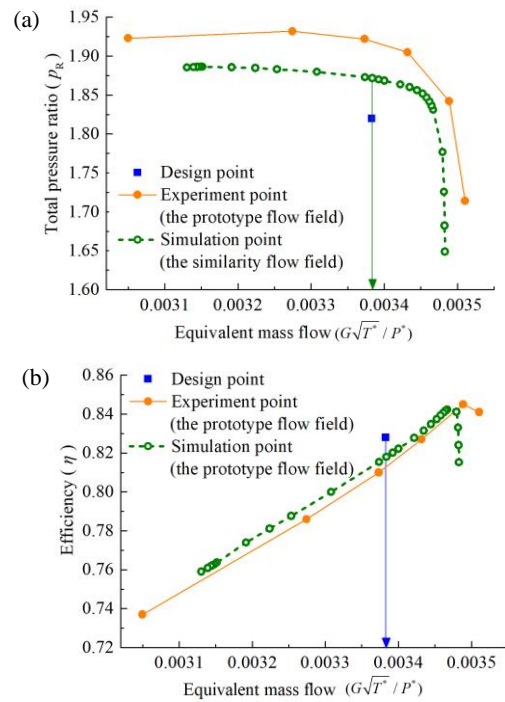 (a)
Total pressure ratio ( p_R )
1.95
1.90
1.85
1.80
1.75
1.70
1.65
1.60
Design point
Experiment point
(the prototype flow field)
Simulation point
(the similarity flow field)
0.0031 0.0032 0.0033 0.0034 0.0035
Equivalent mass flow (G√T* / P*)
(b)
Efficiency ( η )
0.86
0.84
0.82
0.80
0.78
0.76
0.74
0.72
Design point
Experiment point
(the prototype flow field)
Simulation point
(the prototype flow field)
0.0031 0.0032 0.0033 0.0034 0.0035
Equivalent mass flow (G√T* / P*)